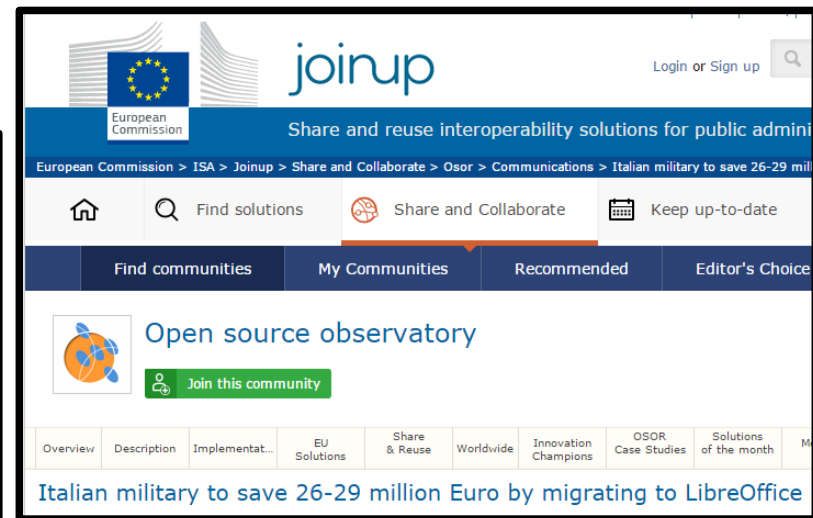 joinup
Login or Sign up
European
Commission
Share and reuse interoperability solutions for public admini
European Commission > ISA > Joinup > Share and Collaborate > Osor > Communications > Italian military to save 26-29 mil
Find solutions
Share and Collaborate
Keep up-to-date
Find communities
My Communities
Recommended
Editor's Choice
Open source observatory
Join this community
Overview
Description
Implementat...
EU
Solutions
Share
& Reuse
Worldwide
Innovation
Champions
OSOR
Case Studies
Solutions
of the month
Italian military to save 26-29 million Euro by migrating to LibreOffice